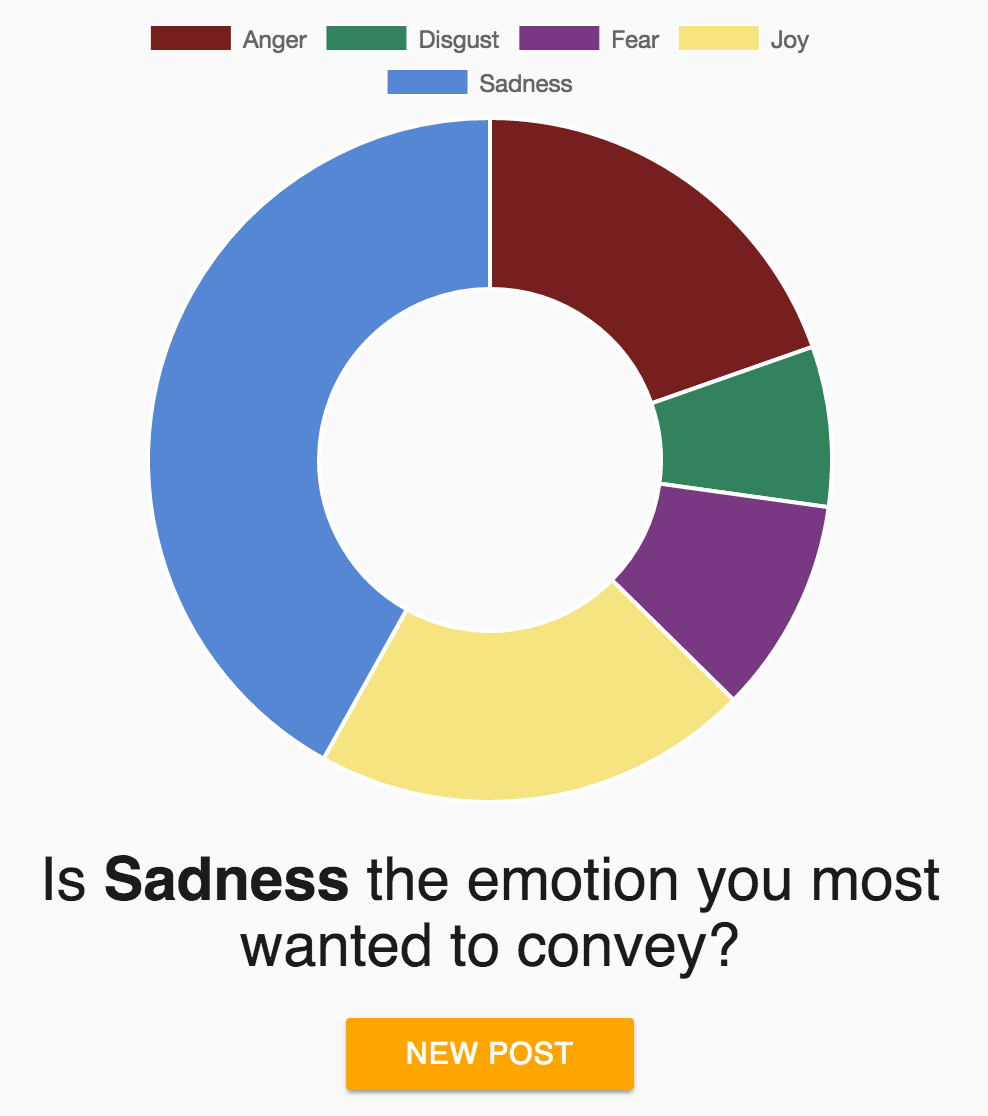 Anger Disgust Fear Joy
Sadness
Is Sadness the emotion you most
wanted to convey?
NEW POST